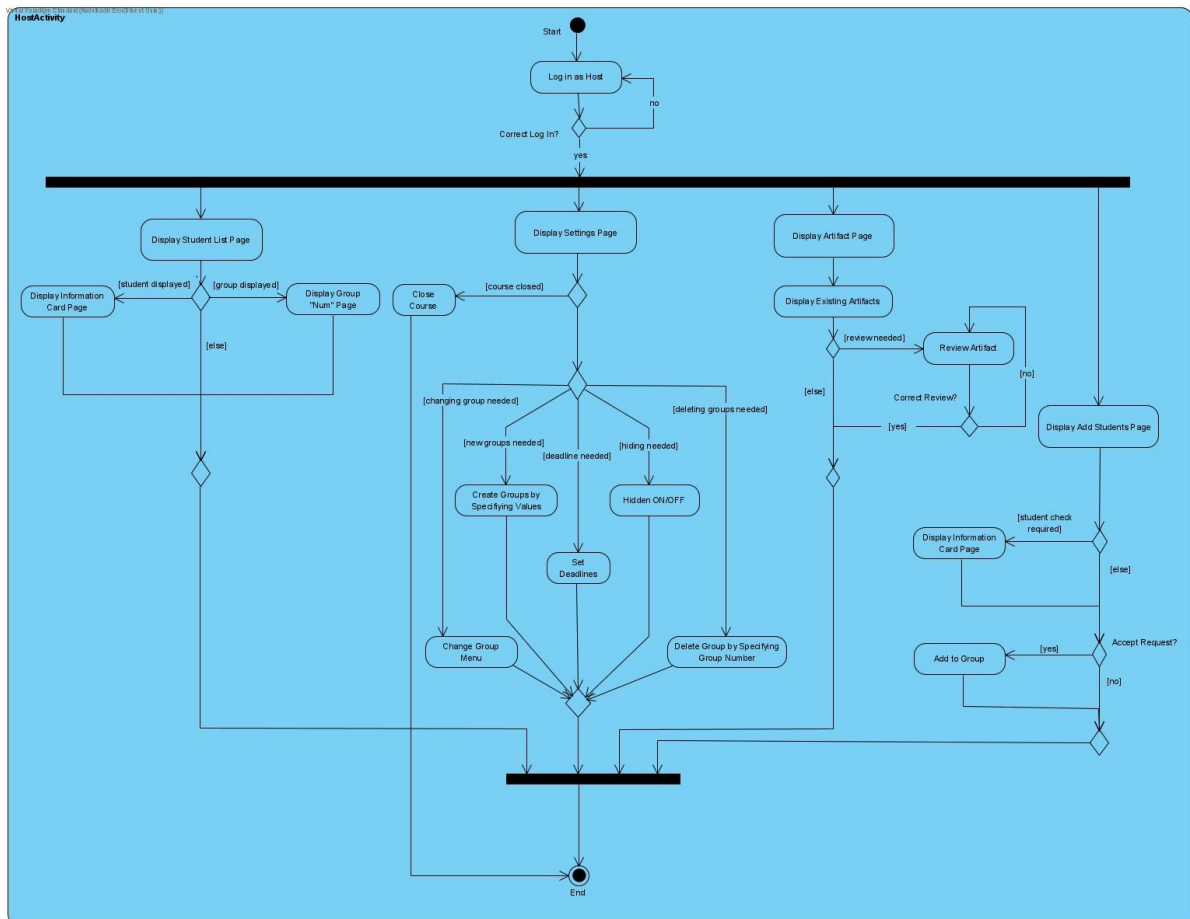 HostActivity
Start
Log in as Host
no
Correct Log In?
yes
Display Student List Page
Display Settings Page
Display Artifact Page
[student displayed]
[group displayed]
Display Information
Card Page
Display Group
"Num" Page
[else]
Close
Course
[course closed]
Display Existing Artifacts
[review needed]
Review Artifact
[no]
[else]
Correct Review?
[yes]
Display Add Students Page
[changing group needed]
[deleting groups needed]
[new groups needed]
[hiding needed]
[deadline needed]
Create Groups by
Specifying Values
Hidden ON/OFF
Set
Deadlines
Change Group
Menu
Delete Group by Specifying
Group Number
[student check
required]
Display Information
Card Page
[else]
Accept Request?
[yes]
Add to Group
[no]
End